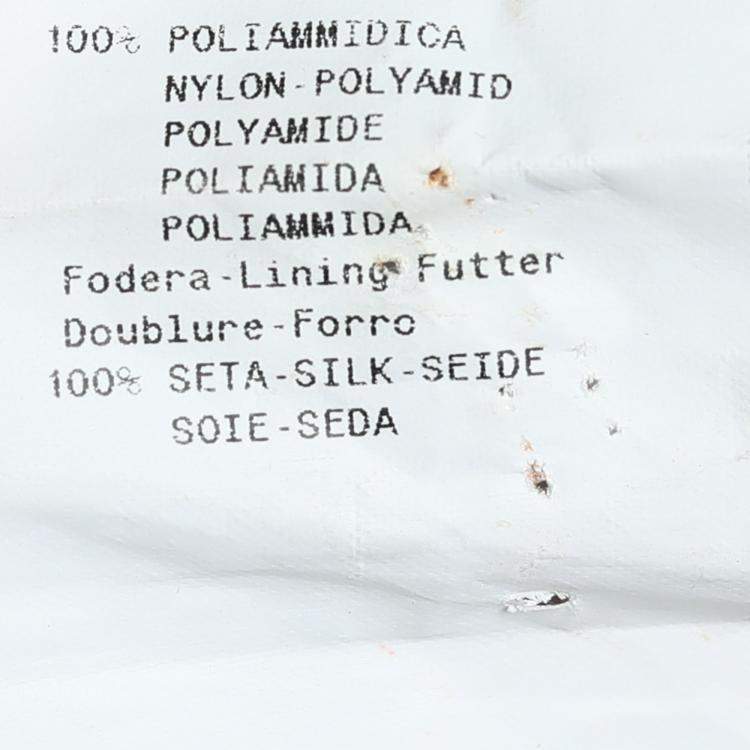 100% POLIAMMIDICA
NYLON-POLYAMID
POLYAMIDE
POLIAMIDA
POLIAMMIDA
Fodera-Lining-Futter
Doublure-Forro
100% SETA-SILK-SEIDE
SOIE-SEDA